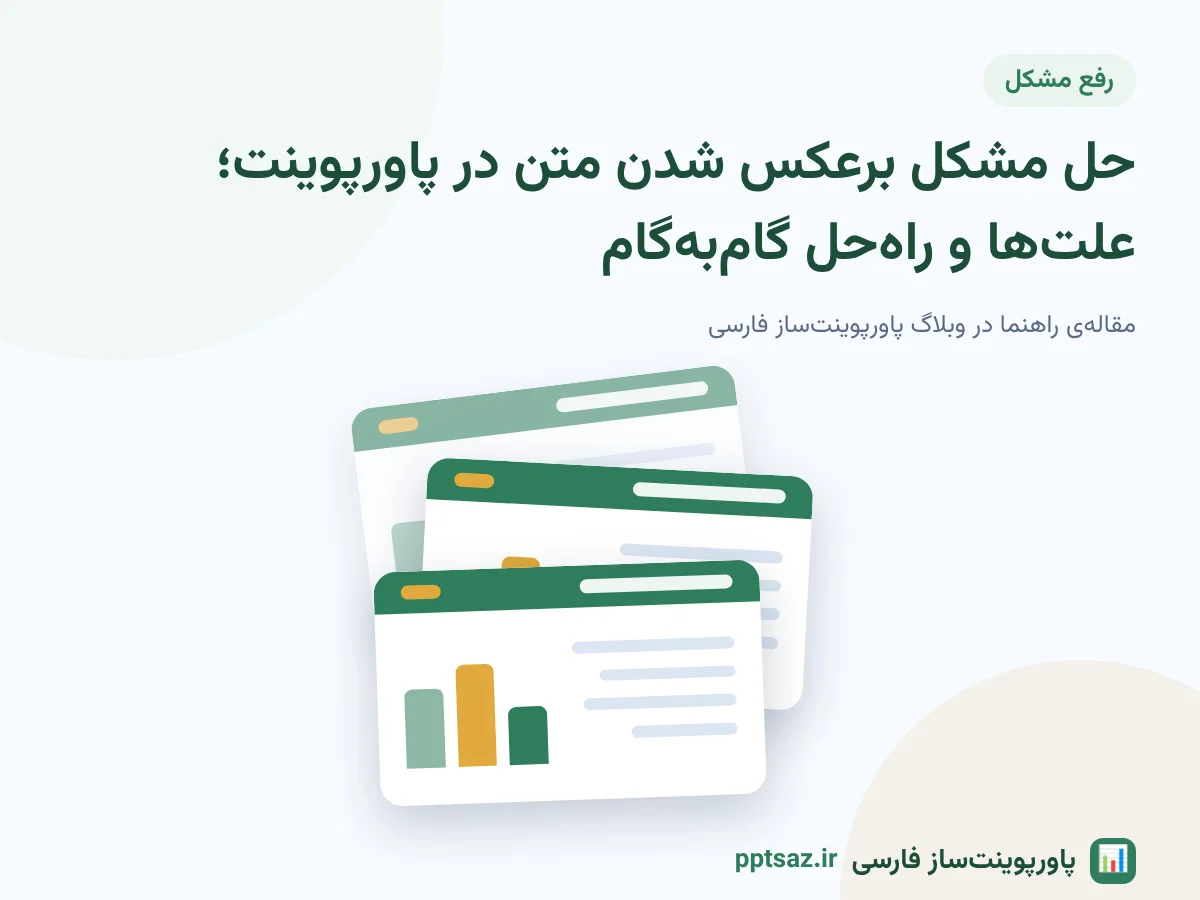 رفع مشکل
حل مشکل برعکس شدن متن در پاورپوینت؛
علت‌ها و راه‌حل گام‌به‌گام
مقاله‌ی راهنما در وبلاگ پاورپوینت‌ساز فارسی
پاورپوینت‌ساز فارسی pptsaz.ir